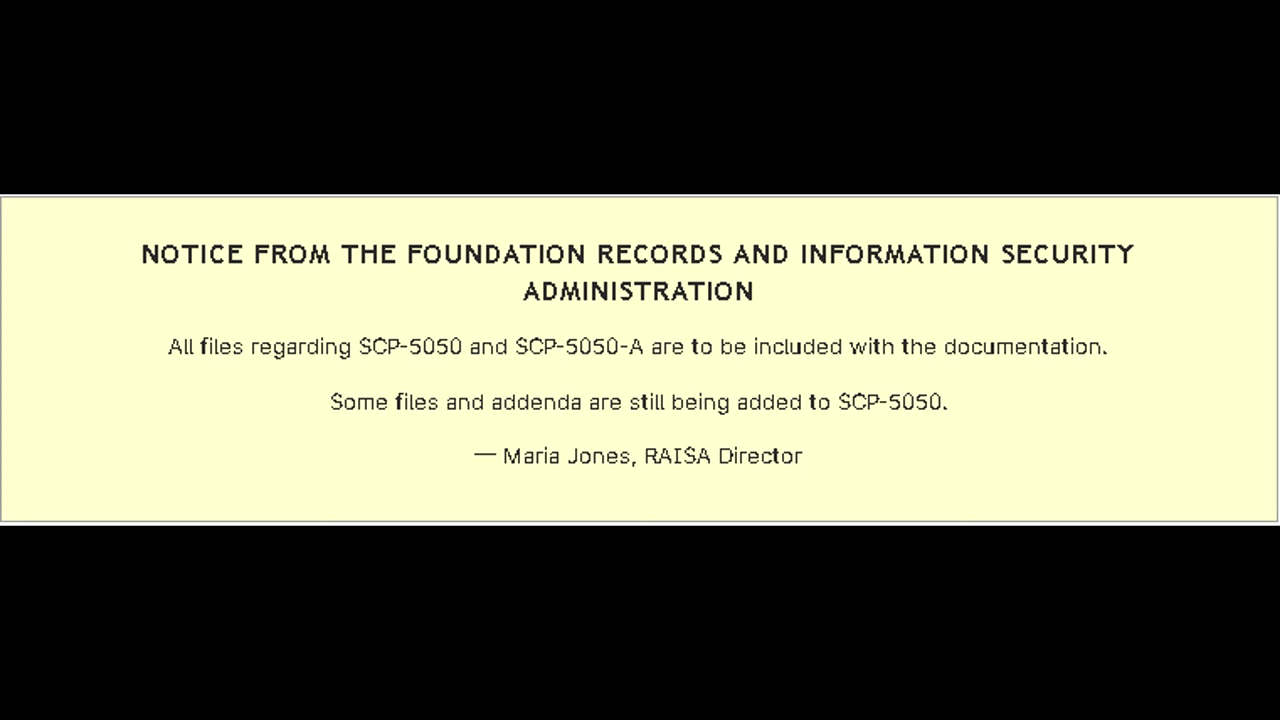 NOTICE FROM THE FOUNDATION RECORDS AND INFORMATION SECURITY
ADMINISTRATION
All files regarding SCP-5050 and SCP-5050-A are to be included with the documentation.
Some files and addenda are still being added to SCP-5050.
— Maria Jones, RAISA Director